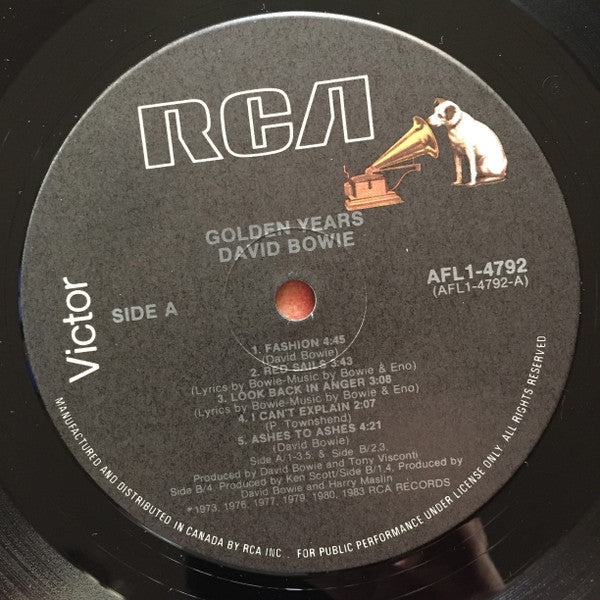 RCA
GOLDEN YEARS
DAVID BOWIE
Victor
SIDE A
AFL1-4792
(AFL1-4792-A)
1. FASHION 4:45
(David Bowie)
2. RED SAILS 3:43
(Lyrics by Bowie-Music by Bowie & Eno)
3. LOOK BACK IN ANGER 3:08
(Lyrics by Bowie-Music by Bowie & Eno)
4. I CAN'T EXPLAIN 2:07
(P. Townshend)
5. ASHES TO ASHES 4:21
(David Bowie)
Side A/1-3,5: & Side B/2,3,
Produced by David Bowie and Tony Visconti
Side B/4, Produced by Ken Scott/Side B/1,4, Produced by
David Bowie and Harry Maslin
*1973, 1976, 1977, 1979, 1980, 1983 RCA RECORDS
MANUFACTURED AND DISTRIBUTED IN CANADA BY RCA INC., FOR PUBLIC PERFORMANCE UNDER LICENSE ONLY. ALL RIGHTS RESERVED